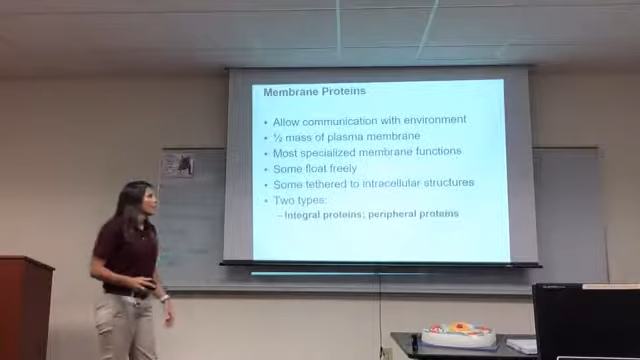 Membrane Proteins
• Allow communication with environment
• ½ mass of plasma membrane
• Most specialized membrane functions
• Some float freely
• Some tethered to intracellular structures
• Two types:
– Integral proteins; peripheral proteins